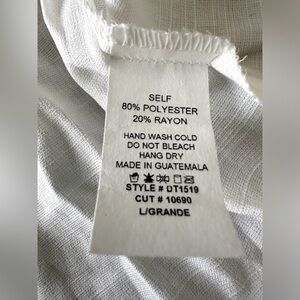 SELF
80% POLYESTER
20% RAYON
HAND WASH COLD
DO NOT BLEACH
HANG DRY
MADE IN GUATEMALA
STYLE # DT1519
CUT # 10690
L/GRANDE